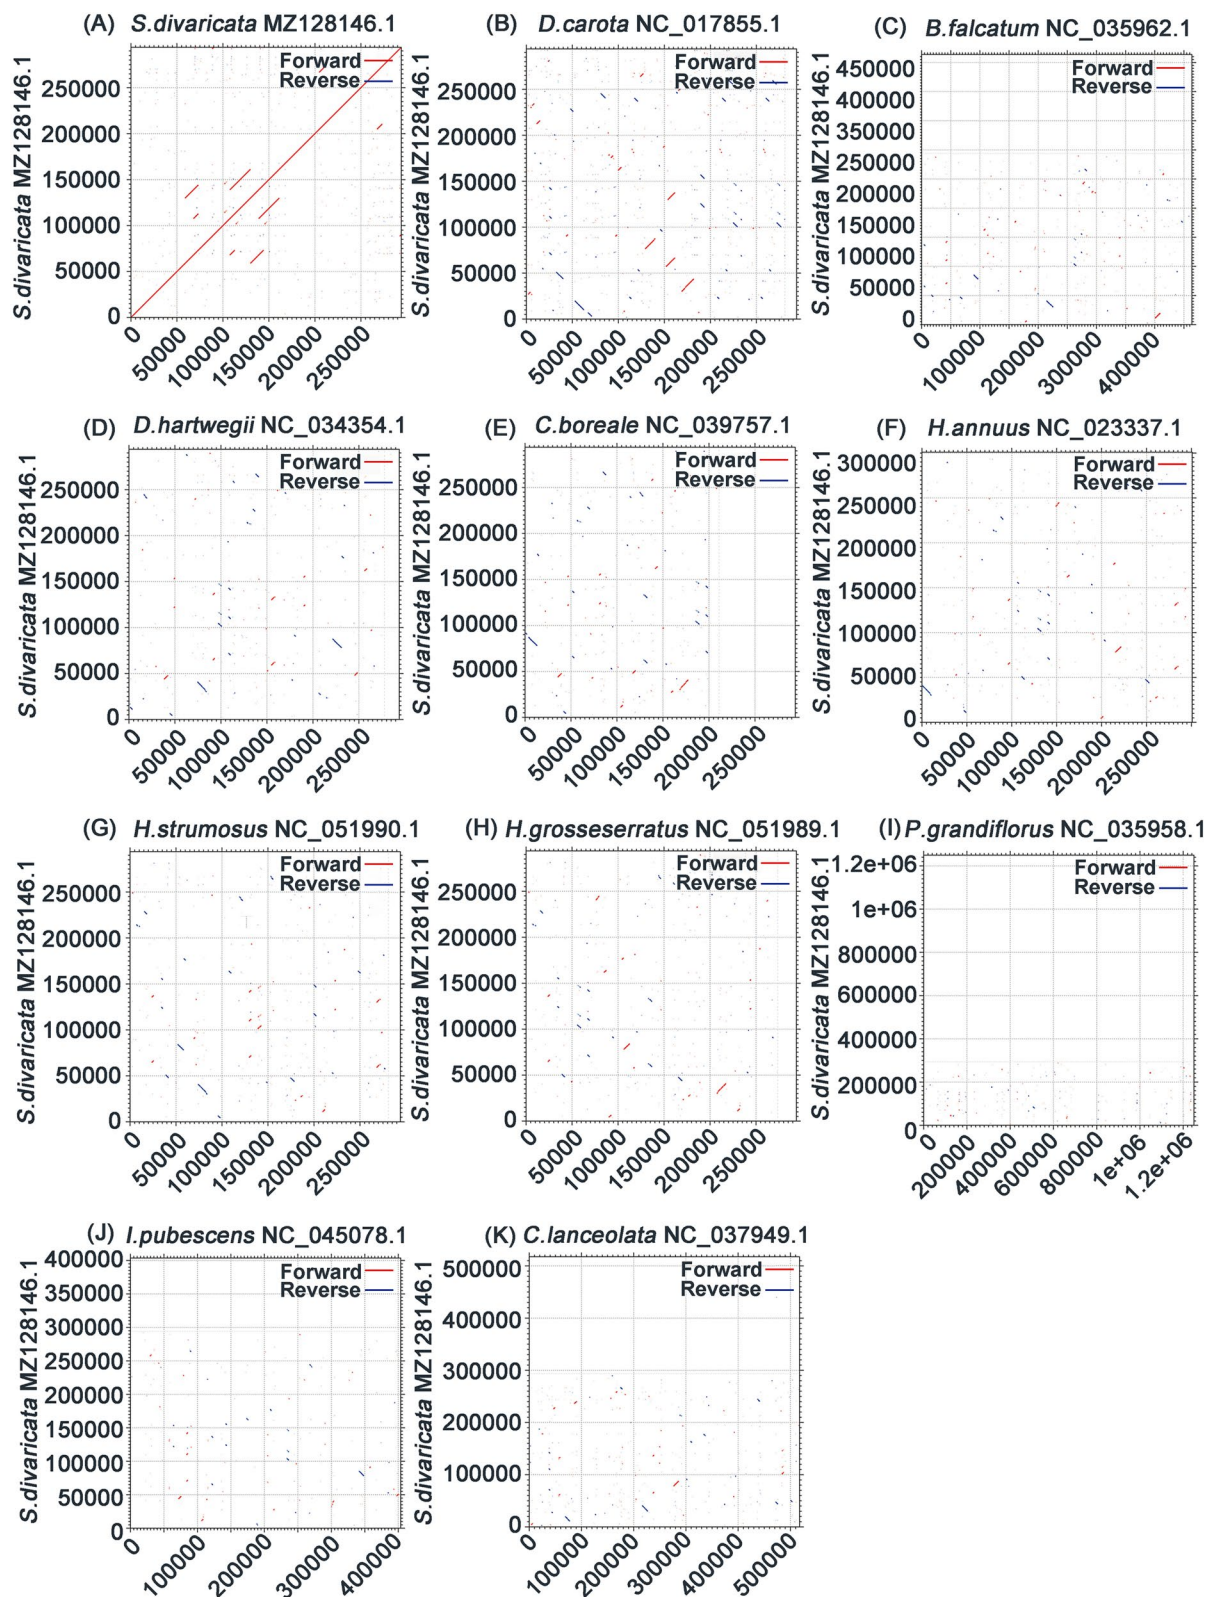 (A) S.divaricata MZ128146.1
(B) D.carota NC_017855.1
(C) B.falcatum NC_035962.1
S.divaricata MZ128146.1
Forward
Reverse
250000
200000
150000
100000
50000
0
0
50000
100000
150000
200000
250000
S.divaricata MZ128146.1
Forward
Reverse
250000
200000
150000
100000
50000
0
0
50000
100000
150000
200000
250000
S.divaricata MZ128146.1
Forward
Reverse
450000
400000
350000
250000
200000
150000
100000
50000
0
0
100000
200000
300000
400000
(D) D.hartwegii NC_034354.1
(E) C.boreale NC_039757.1
(F) H.annuus NC_023337.1
S.divaricata MZ128146.1
Forward
Reverse
250000
200000
150000
100000
50000
0
0
50000
100000
150000
200000
250000
S.divaricata MZ128146.1
Forward
Reverse
250000
200000
150000
100000
50000
0
0
50000
100000
150000
200000
250000
S.divaricata MZ128146.1
Forward
Reverse
300000
250000
200000
150000
100000
50000
0
0
50000
100000
150000
200000
250000
(G) H.strumosus NC_051990.1
(H) H.grosseserratus NC_051989.1
(I) P.grandiflorus NC_035958.1
S.divaricata MZ128146.1
Forward
Reverse
250000
200000
150000
100000
50000
0
0
50000
100000
150000
200000
250000
S.divaricata MZ128146.1
Forward
Reverse
250000
200000
150000
100000
50000
0
0
50000
100000
150000
200000
250000
S.divaricata MZ128146.1
Forward
Reverse
1.2e+06
1e+06
800000
600000
400000
200000
0
0
200000
400000
600000
800000
1e+06
1.2e+06
(J) I.pubescens NC_045078.1
(K) C.lanceolata NC_037949.1
S.divaricata MZ128146.1
Forward
Reverse
400000
350000
300000
250000
200000
150000
100000
50000
0
0
100000
200000
300000
400000
S.divaricata MZ128146.1
Forward
Reverse
500000
400000
300000
200000
100000
0
0
100000
200000
300000
400000
500000